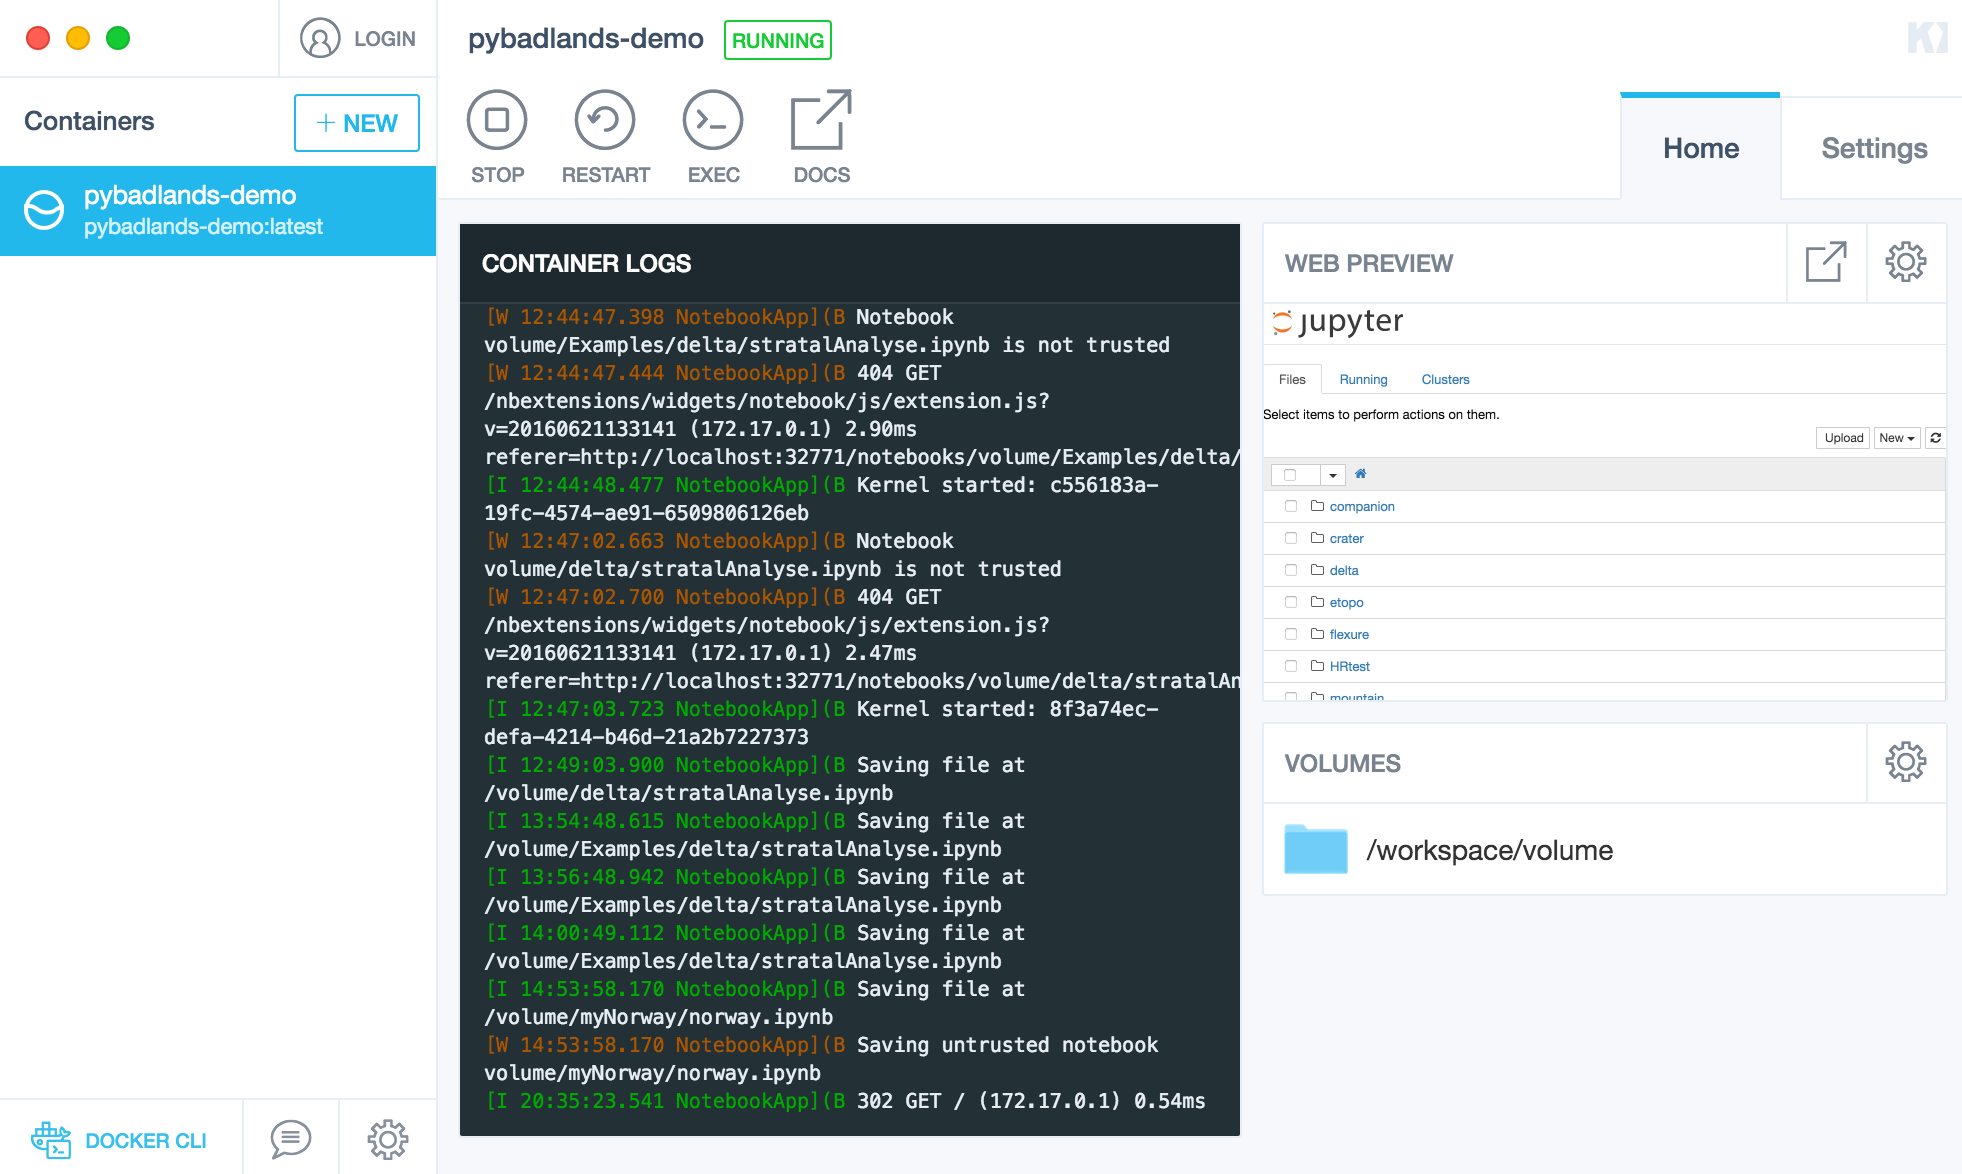 LOGIN
Containers
+ NEW
pybadlands-demo
pybadlands-demo:latest
DOCKER CLI
pybadlands-demo
RUNNING
STOP
RESTART
EXEC
DOCS
Home
Settings
CONTAINER LOGS
[W 12:44:47.398 NotebookApp](B Notebook
volume/Examples/delta/stratalAnalyse.ipynb is not trusted
[W 12:44:47.444 NotebookApp](B 404 GET
/nbextensions/widgets/notebook/js/extension.js?
v=20160621133141 (172.17.0.1) 2.90ms
referer=http://localhost:32771/notebooks/volume/Examples/delta/
[I 12:44:48.477 NotebookApp](B Kernel started: c556183a-
19fc-4574-ae91-6509806126eb
[W 12:47:02.663 NotebookApp](B Notebook
volume/delta/stratalAnalyse.ipynb is not trusted
[W 12:47:02.700 NotebookApp](B 404 GET
/nbextensions/widgets/notebook/js/extension.js?
v=20160621133141 (172.17.0.1) 2.47ms
referer=http://localhost:32771/notebooks/volume/delta/stratalAn
[I 12:47:03.723 NotebookApp](B Kernel started: 8f3a74ec-
defa-4214-b46d-21a2b7227373
[I 12:49:03.900 NotebookApp](B Saving file at
/volume/delta/stratalAnalyse.ipynb
[I 13:54:48.615 NotebookApp](B Saving file at
/volume/Examples/delta/stratalAnalyse.ipynb
[I 13:56:48.942 NotebookApp](B Saving file at
/volume/Examples/delta/stratalAnalyse.ipynb
[I 14:00:49.112 NotebookApp](B Saving file at
/volume/Examples/delta/stratalAnalyse.ipynb
[I 14:53:58.170 NotebookApp](B Saving file at
/volume/myNorway/norway.ipynb
[W 14:53:58.170 NotebookApp](B Saving untrusted notebook
volume/myNorway/norway.ipynb
[I 20:35:23.541 NotebookApp](B 302 GET / (172.17.0.1) 0.54ms
WEB PREVIEW
jupyter
Files
Running
Clusters
Select items to perform actions on them.
Upload
New
companion
crater
delta
etopo
flexure
HRtest
mountain
VOLUMES
/workspace/volume